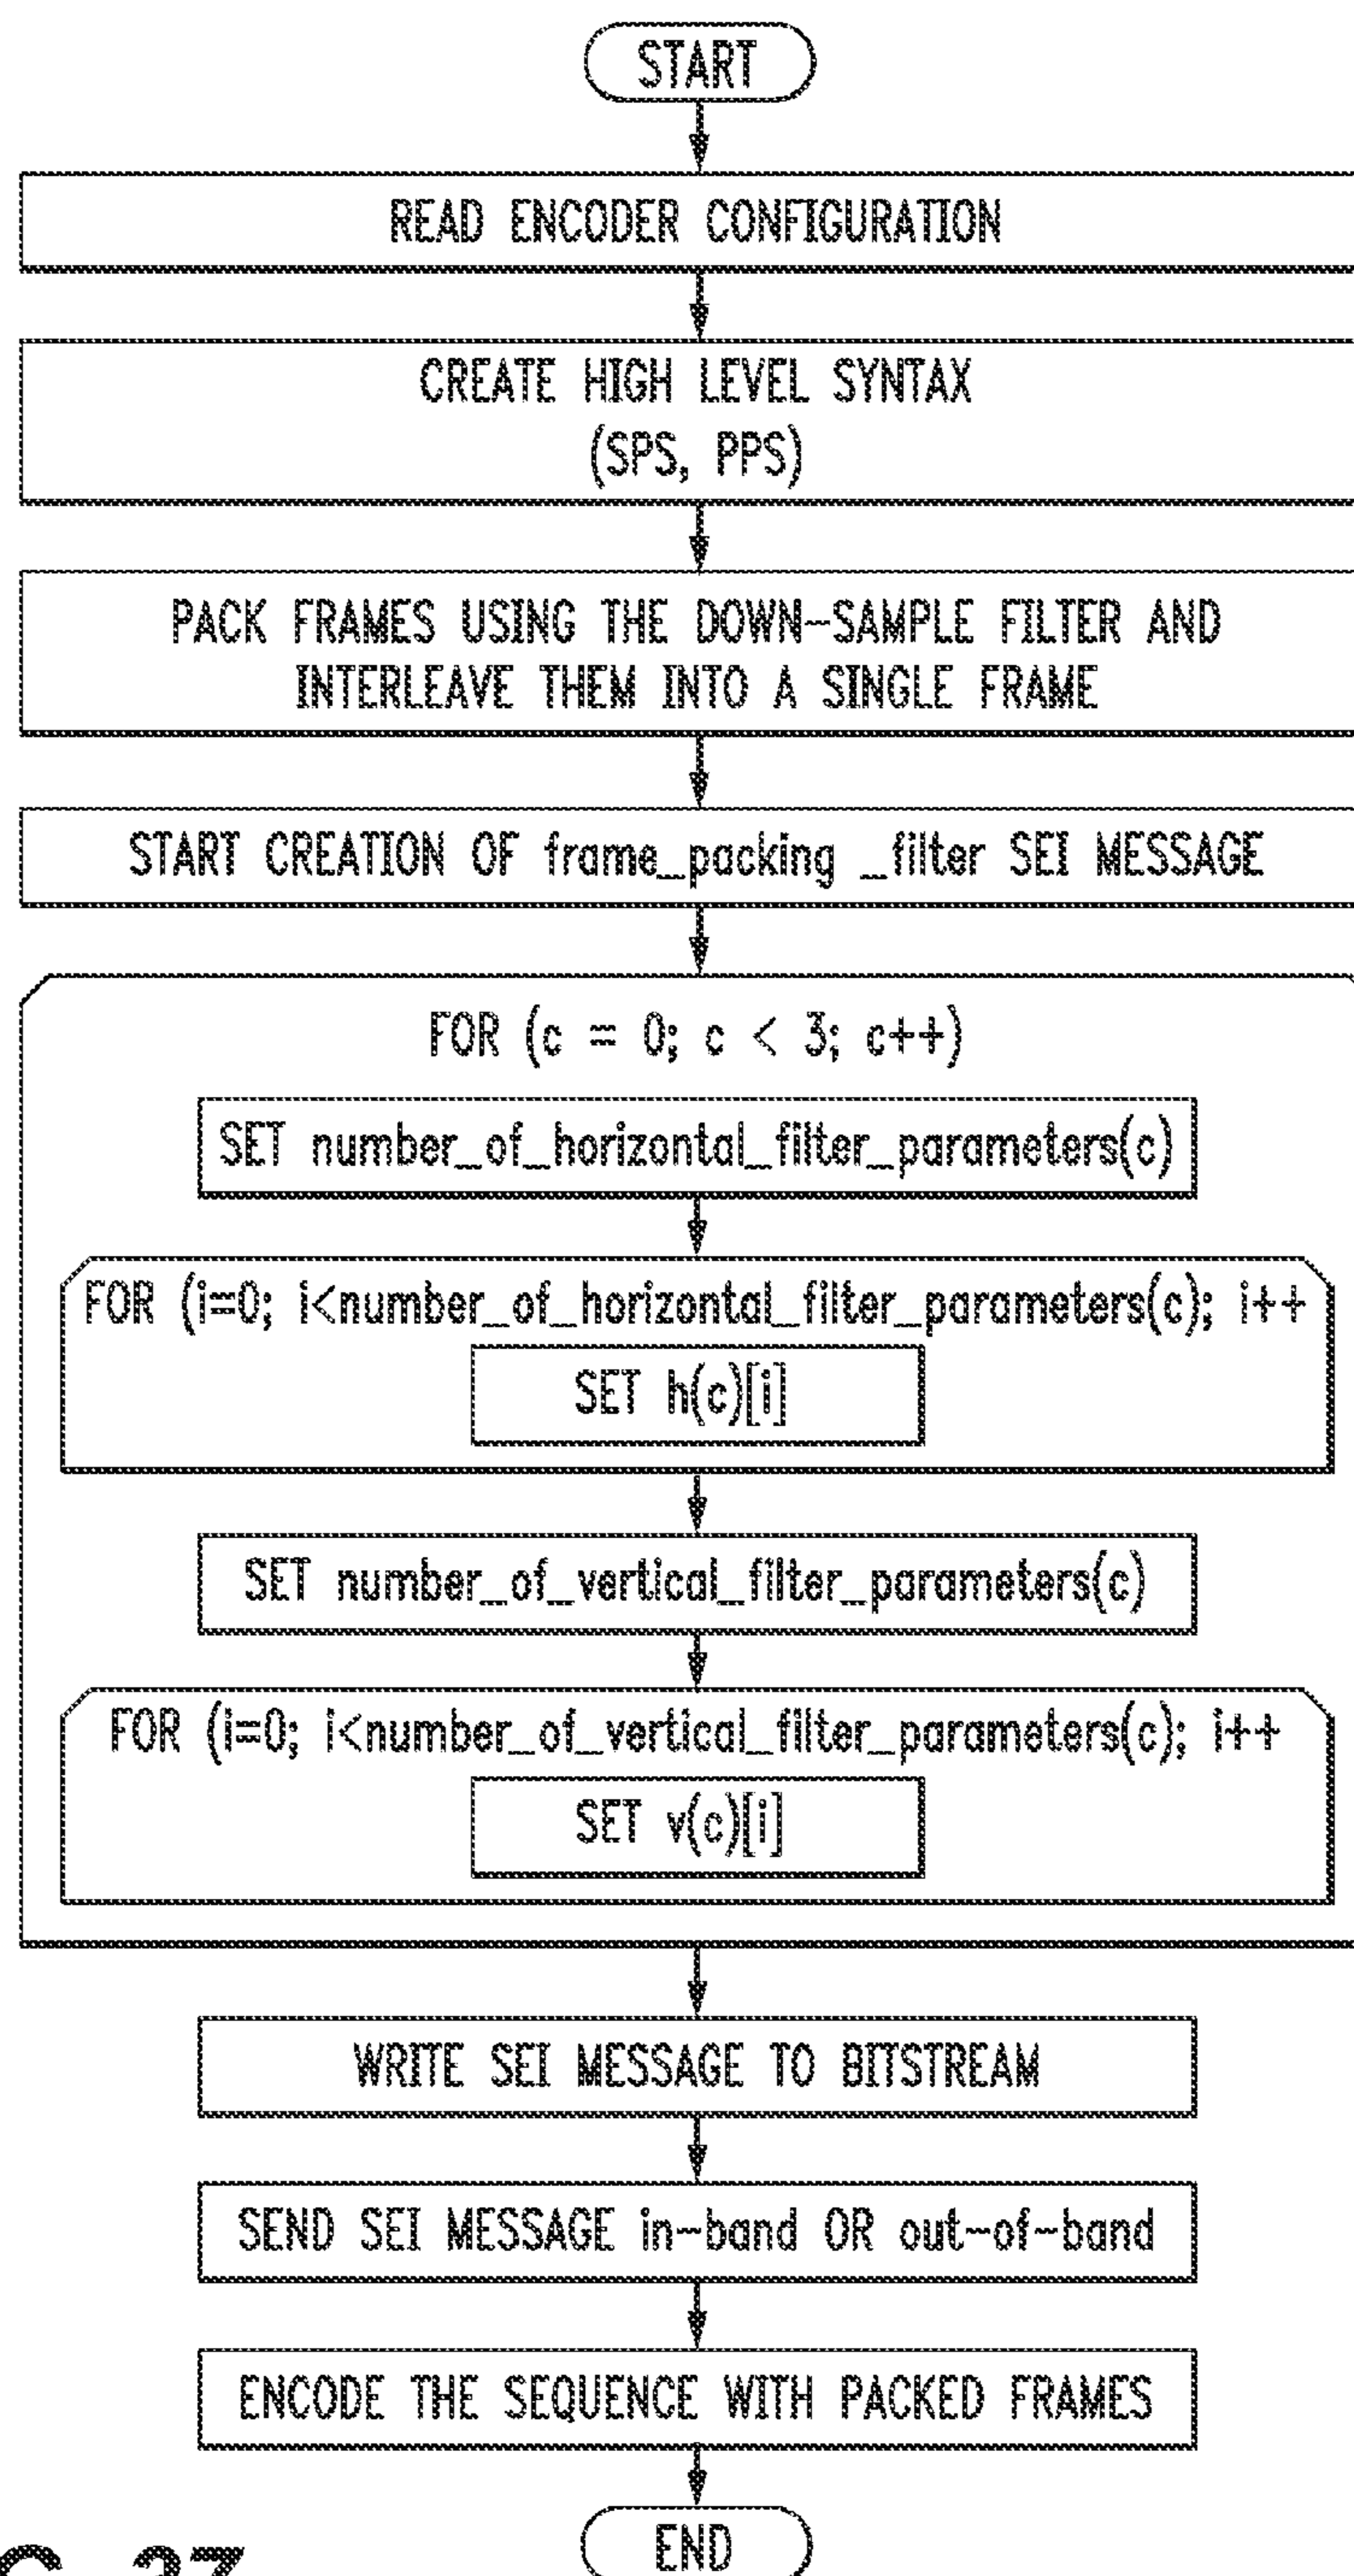 START
READ ENCODER CONFIGURATION
CREATE HIGH LEVEL SYNTAX
(SPS, PPS)
PACK FRAMES USING THE DOWN-SAMPLE FILTER AND
INTERLEAVE THEM INTO A SINGLE FRAME
START CREATION OF frame_packing _filter SEI MESSAGE
FOR (c = 0; c < 3; c++)
SET number_of_horizontal_filter_parameters(c)
FOR (i=0; i<number_of_horizontal_filter_parameters(c); i++
SET h(c)[i]
SET number_of_vertical_filter_parameters(c)
FOR (i=0; i<number_of_vertical_filter_parameters(c); i++
SET v(c)[i]
WRITE SEI MESSAGE TO BITSTREAM
SEND SEI MESSAGE in-band OR out-of-band
ENCODE THE SEQUENCE WITH PACKED FRAMES
END